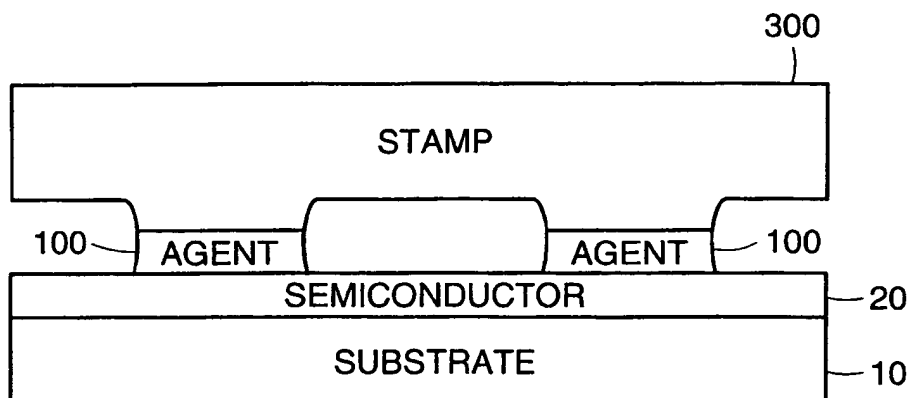 300
STAMP
100 AGENT AGENT 100
SEMICONDUCTOR 20
SUBSTRATE 10